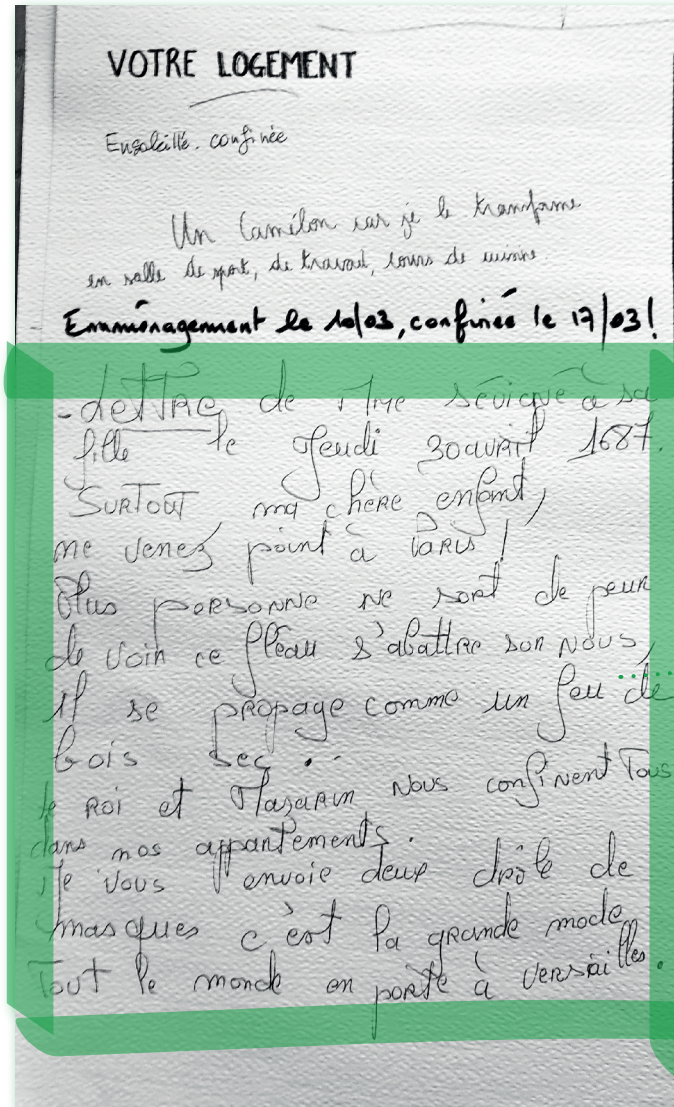 VOTRE LOGEMENT
Ensoleillé. confinée
Un Caméléon car je le transforme
en salle de sport, de travail, cours de cuisine.
Emménagement le 10/03, confinée le 17/03!
- LETTRE de Mme Sévigné à sa
fille le Jeudi 30 avril 1687.
SURTOUT, ma chère enfant,
ne venez point à PARIS!
Plus personne ne sort de peur
de voir ce fléau s'abattre sur nous,
il se propage comme un feu de
bois sec...
le Roi et Mazarin nous confinent Tous
dans nos appartements.
Je vous envoie deux drôle de
masques c'est la grande mode
Tout le monde en porte à versailles.